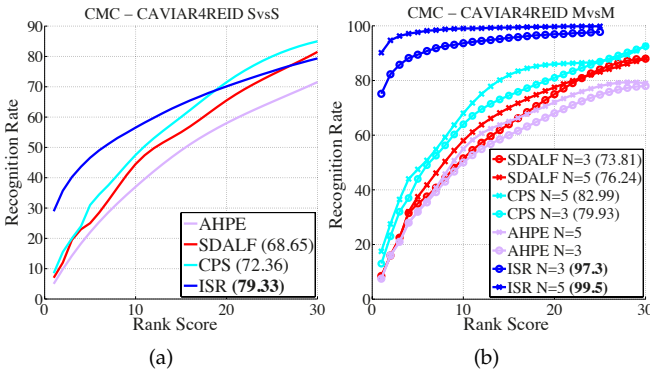 CMC – CAVIAR4REID SvsS
90
80
70
60
50
40
30
20
10
0
0
10
20
30
Recognition Rate
Rank Score
AHPE
SDALF (68.65)
CPS (72.36)
ISR (79.33)
(a)
CMC – CAVIAR4REID MvsM
100
80
60
40
20
0
0
10
20
30
Recognition Rate
Rank Score
SDALF N=3 (73.81)
SDALF N=5 (76.24)
CPS N=5 (82.99)
CPS N=3 (79.93)
AHPE N=5
AHPE N=3
ISR N=3 (97.3)
ISR N=5 (99.5)
(b)